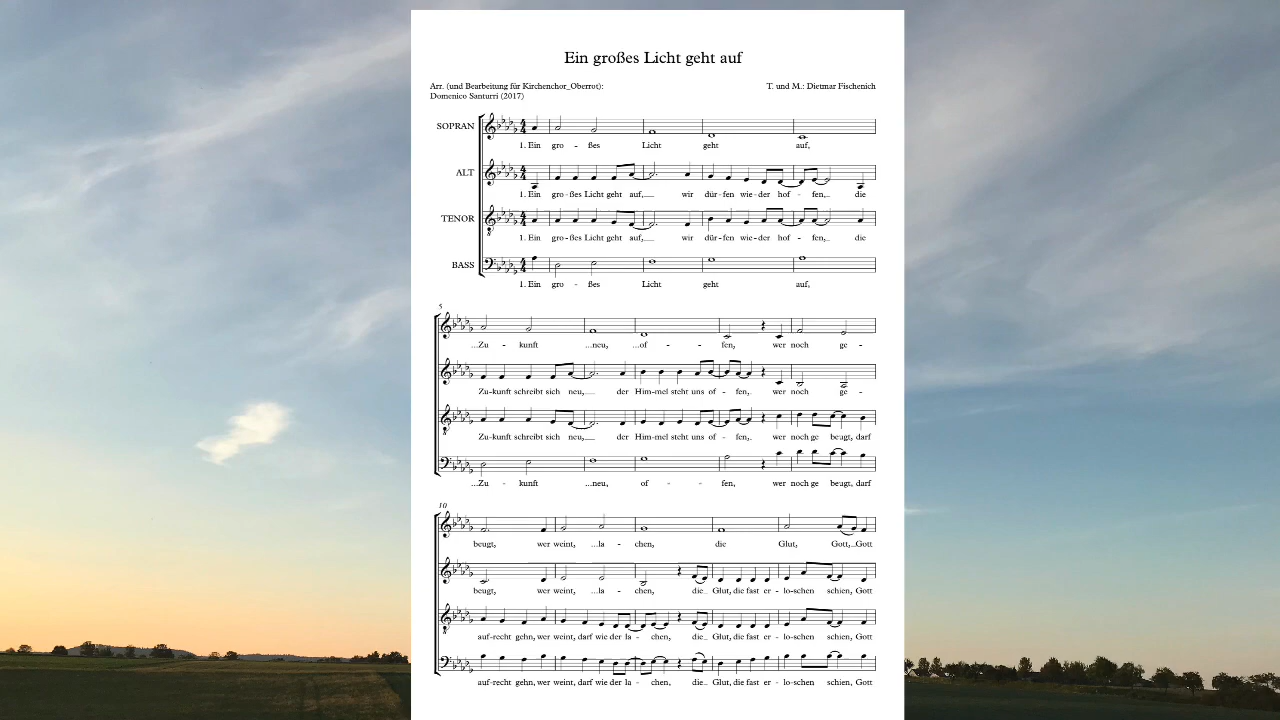 Ein großes Licht geht auf
Arr. (und Bearbeitung für Kirchenchor_Oberrot):
T. und M.: Dietmar Fischenich
Domenico Santurri (2017)
SOPRAN
1. Ein gro - ßes Licht geht auf,
ALT
1. Ein gro - ßes Licht geht auf,__ wir dür - fen wie - der hof - fen,_ die
TENOR
1. Ein gro - ßes Licht geht auf,__ wir dür - fen wie - der hof - fen,_ die
BASS
1. Ein gro - ßes Licht geht auf,
5
...Zu - kunft ...neu, ...of - - fen, wer noch ge -
Zu - kunft schreibt sich neu,__ der Him - mel steht uns of - fen,_ wer noch ge -
Zu - kunft schreibt sich neu,__ der Him - mel steht uns of - fen,_ wer noch ge beugt, darf
...Zu - kunft ...neu, of - - fen, wer noch ge beugt, darf
10
beugt, wer weint, ...la - chen, die Glut, Gott,_ Gott
beugt, wer weint, ...la - chen, die_ Glut, die fast er - lo - schen schien, Gott
auf - recht gehn, wer weint, darf wie der la - chen, die_ Glut, die fast er - lo - schen schien, Gott
auf - recht gehn, wer weint, darf wie der la - chen, die_ Glut, die fast er - lo - schen schien, Gott